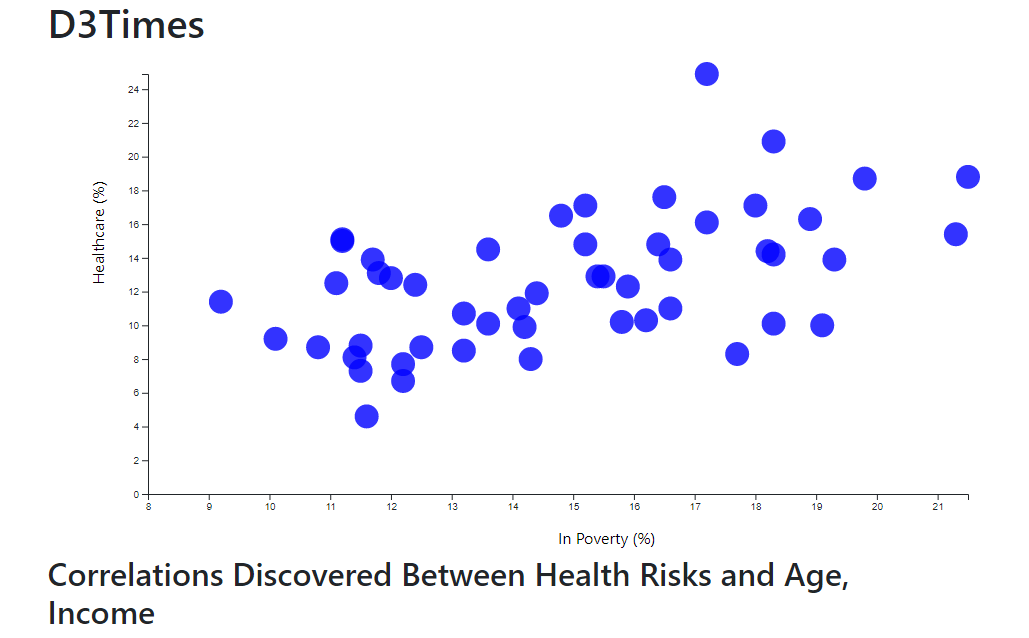 D3Times
24
22
20
18
16
14
12
10
8
6
4
2
0
Healthcare (%)
8 9 10 11 12 13 14 15 16 17 18 19 20 21
In Poverty (%)
Correlations Discovered Between Health Risks and Age,
Income